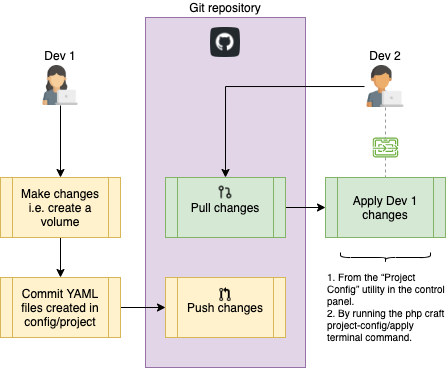 Git repository
Dev 1
Dev 2
Make changes
i.e. create a
volume
Pull changes
Apply Dev 1
changes
Commit YAML
files created in
config/project
Push changes
1. From the “Project
Config” utility in the control
panel.
2. By running the php craft
project-config/apply
terminal command.